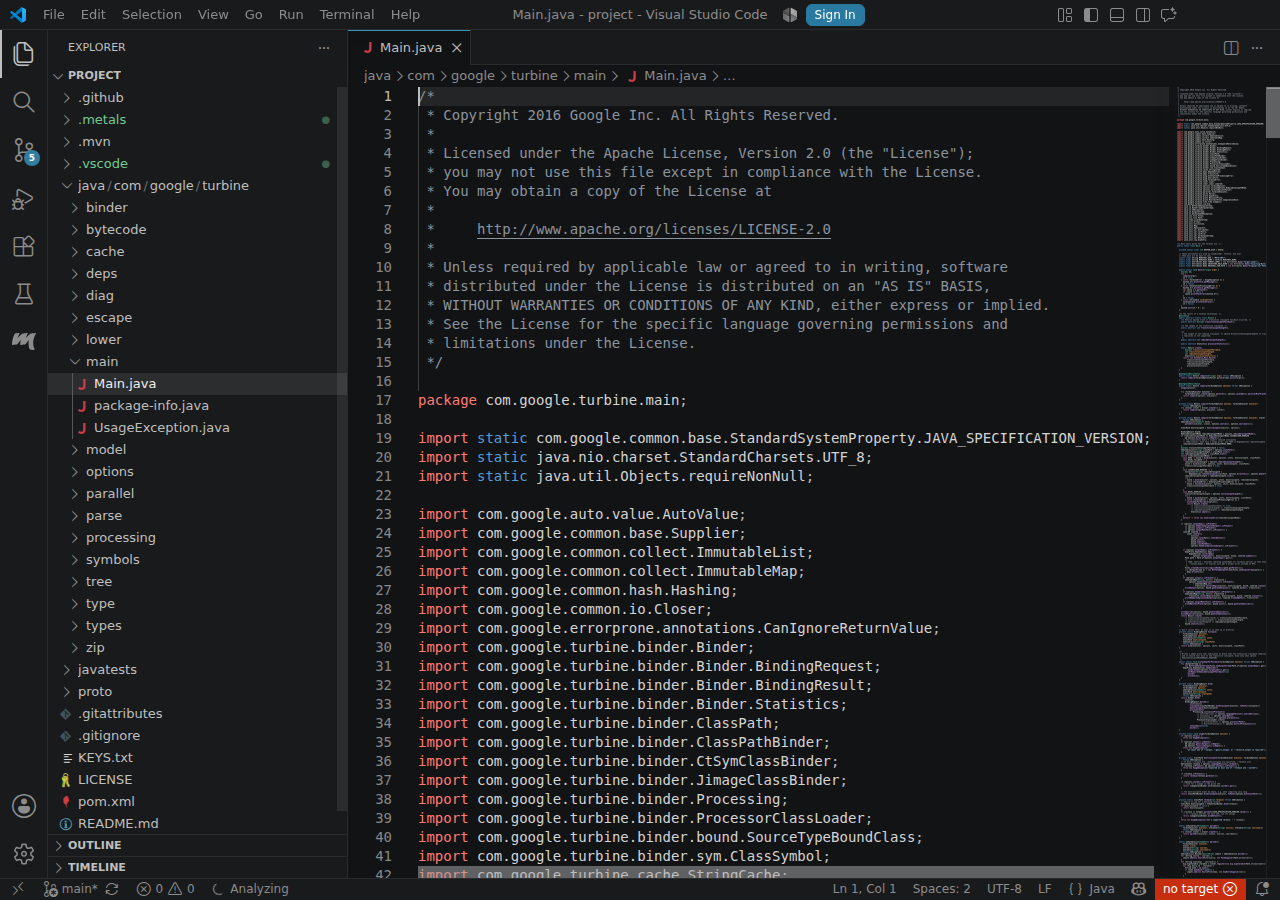 File Edit Selection View Go Run Terminal Help Main.java - project - Visual Studio Code Sign In
EXPLORER
PROJECT
.github
.metals
.mvn
.vscode
java/com/google/turbine
binder
bytecode
cache
deps
diag
escape
lower
main
Main.java
package-info.java
UsageException.java
model
options
parallel
parse
processing
symbols
tree
type
types
zip
javatests
proto
.gitattributes
.gitignore
KEYS.txt
LICENSE
pom.xml
README.md
OUTLINE
TIMELINE
5
Main.java
java > com > google > turbine > main > Main.java > ...
1 /*
2 * Copyright 2016 Google Inc. All Rights Reserved.
3 *
4 * Licensed under the Apache License, Version 2.0 (the "License");
5 * you may not use this file except in compliance with the License.
6 * You may obtain a copy of the License at
7 *
8 *     http://www.apache.org/licenses/LICENSE-2.0
9 *
10 * Unless required by applicable law or agreed to in writing, software
11 * distributed under the License is distributed on an "AS IS" BASIS,
12 * WITHOUT WARRANTIES OR CONDITIONS OF ANY KIND, either express or implied.
13 * See the License for the specific language governing permissions and
14 * limitations under the License.
15 */
16
17 package com.google.turbine.main;
18
19 import static com.google.common.base.StandardSystemProperty.JAVA_SPECIFICATION_VERSION;
20 import static java.nio.charset.StandardCharsets.UTF_8;
21 import static java.util.Objects.requireNonNull;
22
23 import com.google.auto.value.AutoValue;
24 import com.google.common.base.Supplier;
25 import com.google.common.collect.ImmutableList;
26 import com.google.common.collect.ImmutableMap;
27 import com.google.common.hash.Hashing;
28 import com.google.common.io.Closer;
29 import com.google.errorprone.annotations.CanIgnoreReturnValue;
30 import com.google.turbine.binder.Binder;
31 import com.google.turbine.binder.Binder.BindingRequest;
32 import com.google.turbine.binder.Binder.BindingResult;
33 import com.google.turbine.binder.Binder.Statistics;
34 import com.google.turbine.binder.ClassPath;
35 import com.google.turbine.binder.ClassPathBinder;
36 import com.google.turbine.binder.CtSymClassBinder;
37 import com.google.turbine.binder.JimageClassBinder;
38 import com.google.turbine.binder.Processing;
39 import com.google.turbine.binder.ProcessorClassLoader;
40 import com.google.turbine.binder.bound.SourceTypeBoundClass;
41 import com.google.turbine.binder.sym.ClassSymbol;
42 import com.google.turbine.cache.StringCache;
main* 0 0 Analyzing Ln 1, Col 1 Spaces: 2 UTF-8 LF {} Java no target